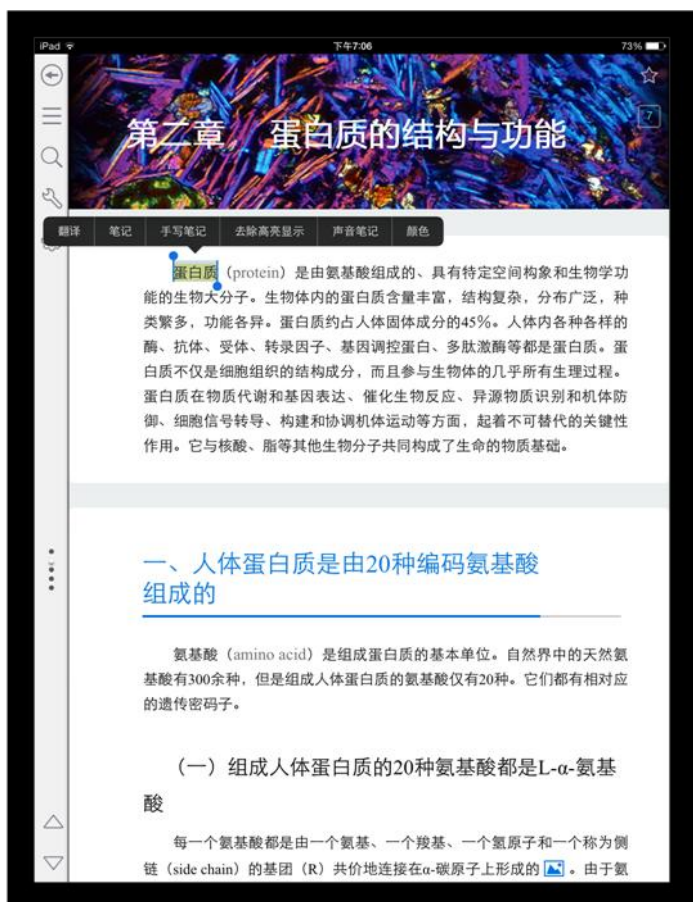 iPad 下午7:06 73%
第二章 蛋白质的结构与功能
7
翻译 笔记 手写笔记 去除高亮显示 声音笔记 颜色
蛋白质（protein）是由氨基酸组成的、具有特定空间构象和生物学功
能的生物大分子。生物体内的蛋白质含量丰富，结构复杂，分布广泛，种
类繁多，功能各异。蛋白质约占人体固体成分的45%。人体内各种各样的
酶、抗体、受体、转录因子、基因调控蛋白、多肽激酶等都是蛋白质。蛋
白质不仅是细胞组织的结构成分，而且参与生物体的几乎所有生理过程。
蛋白质在物质代谢和基因表达、催化生物反应、异源物质识别和机体防
御、细胞信号转导、构建和协调机体运动等方面，起着不可替代的关键性
作用。它与核酸、脂等其他生物分子共同构成了生命的物质基础。
一、人体蛋白质是由20种编码氨基酸
组成的
氨基酸（amino acid）是组成蛋白质的基本单位。自然界中的天然氨
基酸有300余种，但是组成人体蛋白质的氨基酸仅有20种。它们都有相对应
的遗传密码子。
（一）组成人体蛋白质的20种氨基酸都是L-α-氨基
酸
每一个氨基酸都是由一个氨基、一个羧基、一个氢原子和一个称为侧
链（side chain）的基团（R）共价地连接在α-碳原子上形成的 。由于氨